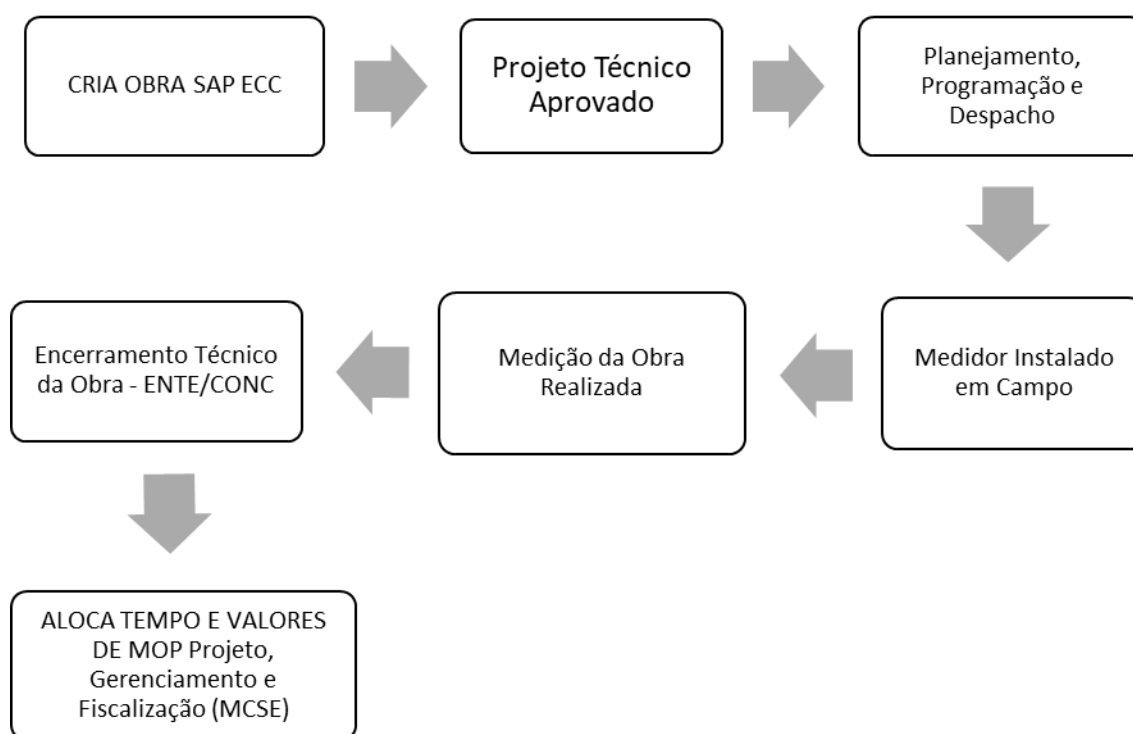 CRIA OBRA SAP ECC
Projeto Técnico
Aprovado
Planejamento,
Programação e
Despacho
Medidor Instalado
em Campo
Medição da Obra
Realizada
Encerramento Técnico
da Obra - ENTE/CONC
ALOCA TEMPO E VALORES
DE MOP Projeto,
Gerenciamento e
Fiscalização (MCSE)